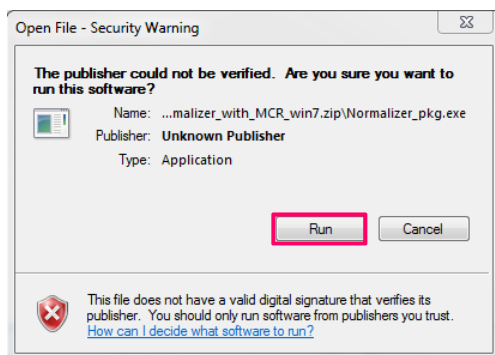 Open File - Security Warning
The publisher could not be verified. Are you sure you want to
run this software?
Name: ...malizer_with_MCR_win7.zip\Normalizer_pkg.exe
Publisher: Unknown Publisher
Type: Application
Run Cancel
This file does not have a valid digital signature that verifies its
publisher. You should only run software from publishers you trust.
How can I decide what software to run?